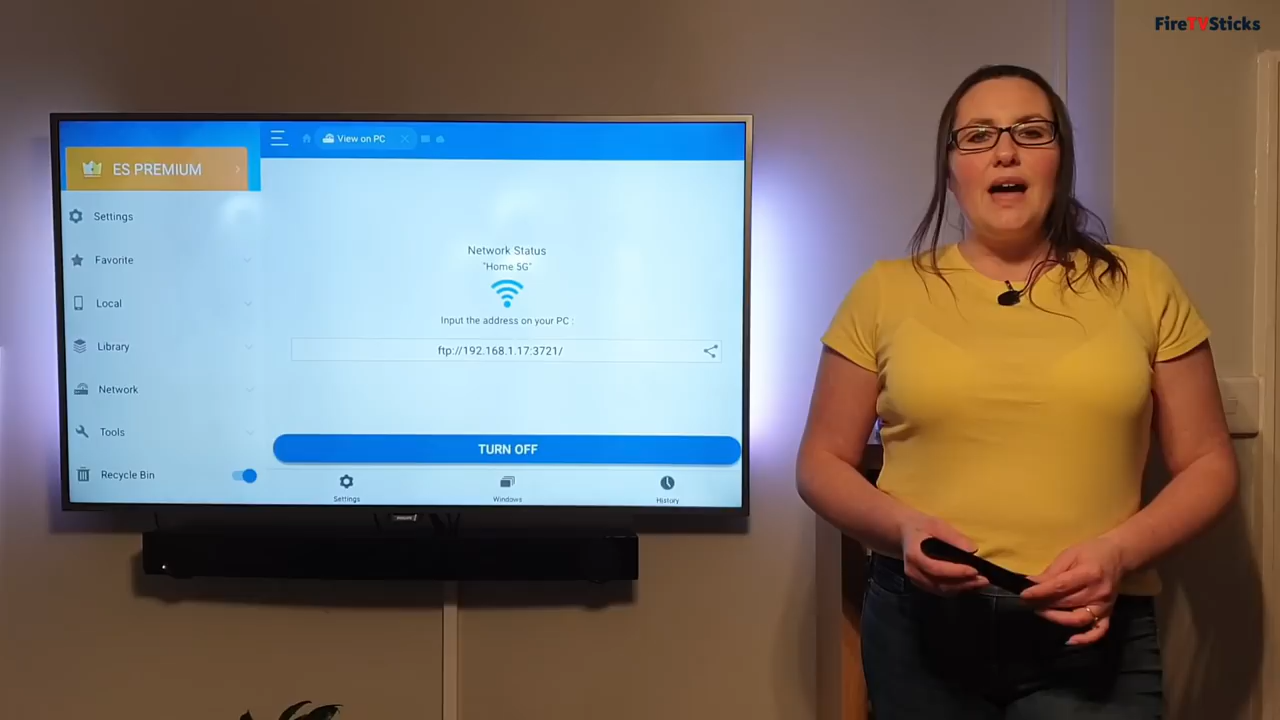 FireTVSticks
View on PC
ES PREMIUM
Settings
Favorite
Local
Library
Network
Tools
Recycle Bin
Network Status
"Home 5G"
Input the address on your PC :
ftp://192.168.1.17:3721/
TURN OFF
Settings
Windows
History
PHILIPS